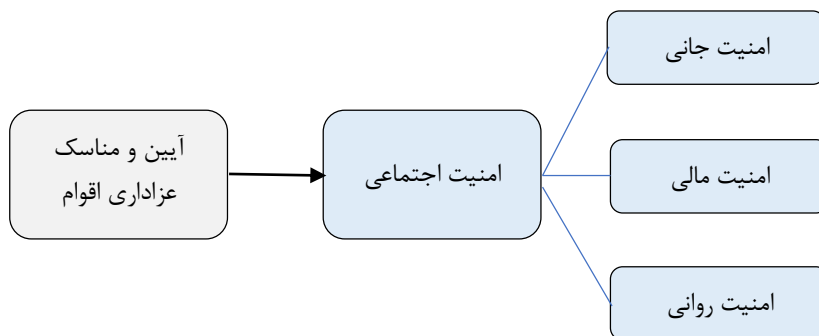 امنیت جانی
آیین و مناسک
عزاداری اقوام
امنیت اجتماعی
امنیت مالی
امنیت روانی